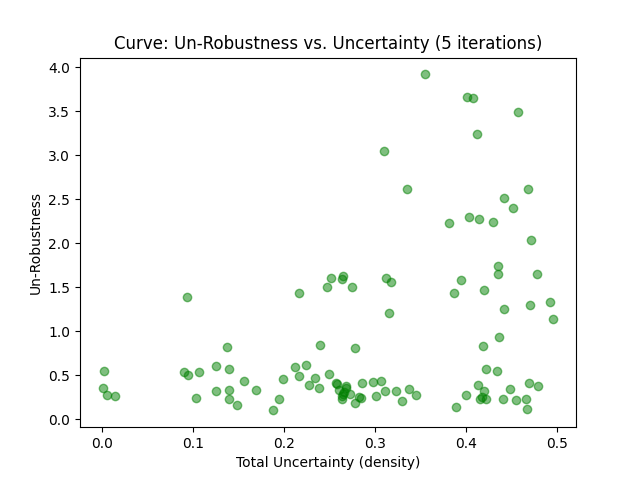 Curve: Un-Robustness vs. Uncertainty (5 iterations)
4.0
3.5
3.0
2.5
2.0
1.5
1.0
0.5
0.0
Un-Robustness
0.0 0.1 0.2 0.3 0.4 0.5
Total Uncertainty (density)